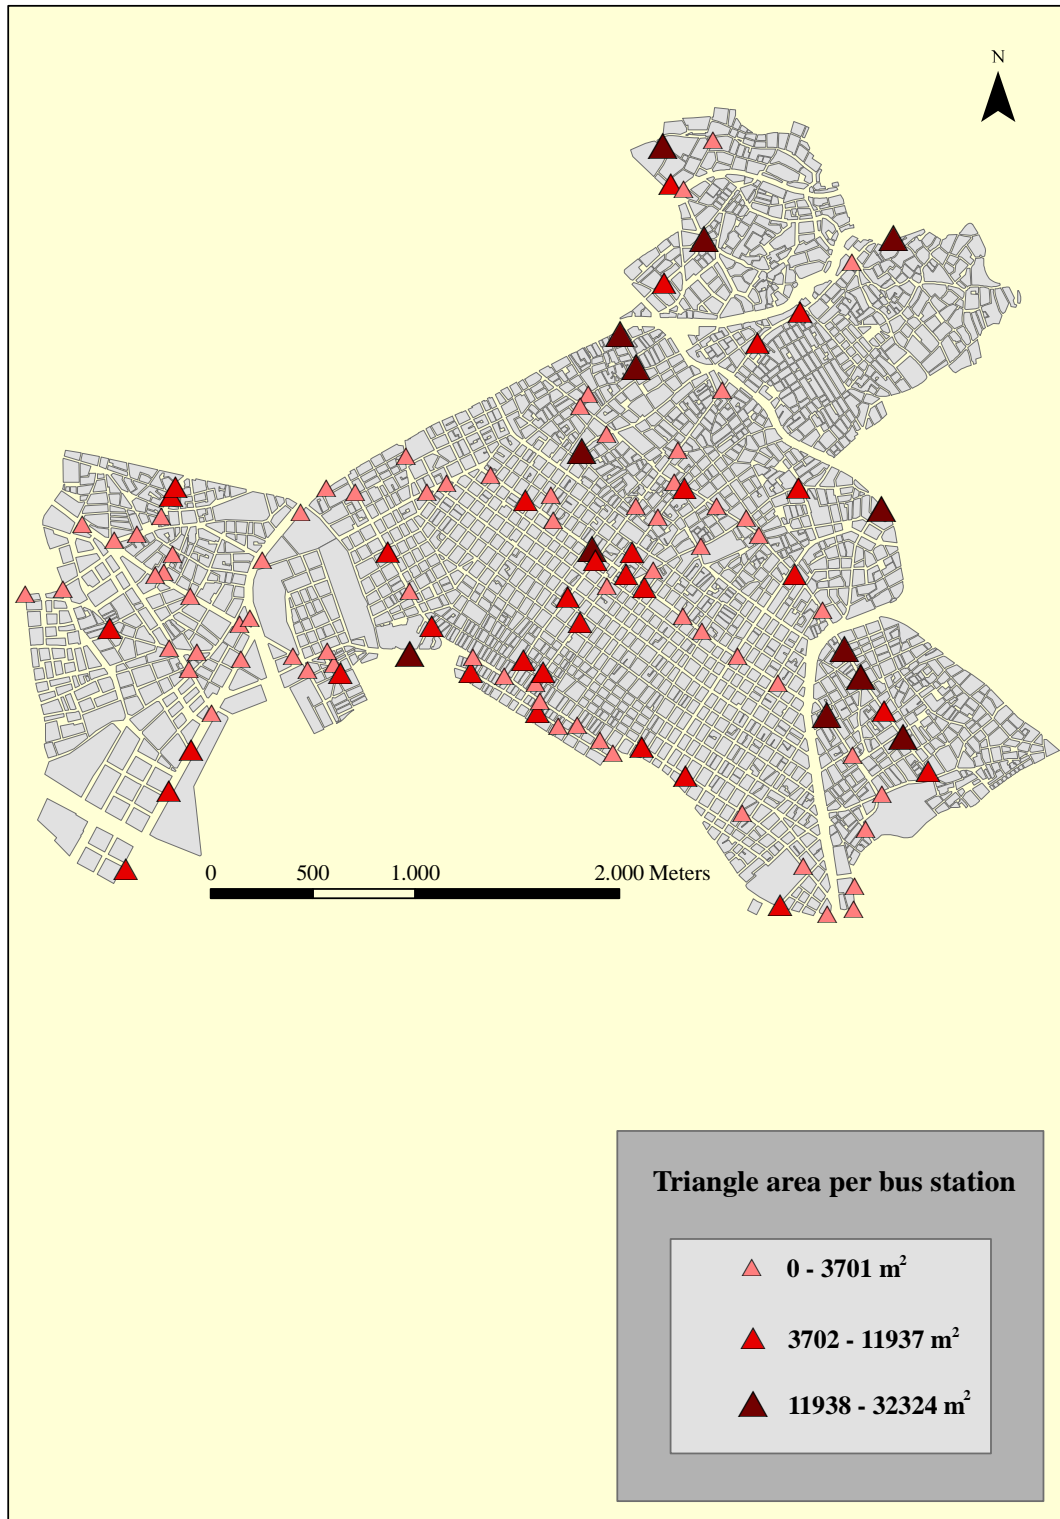 N
0 500 1.000 2.000 Meters
Triangle area per bus station
0 - 3701 m²
3702 - 11937 m²
11938 - 32324 m²